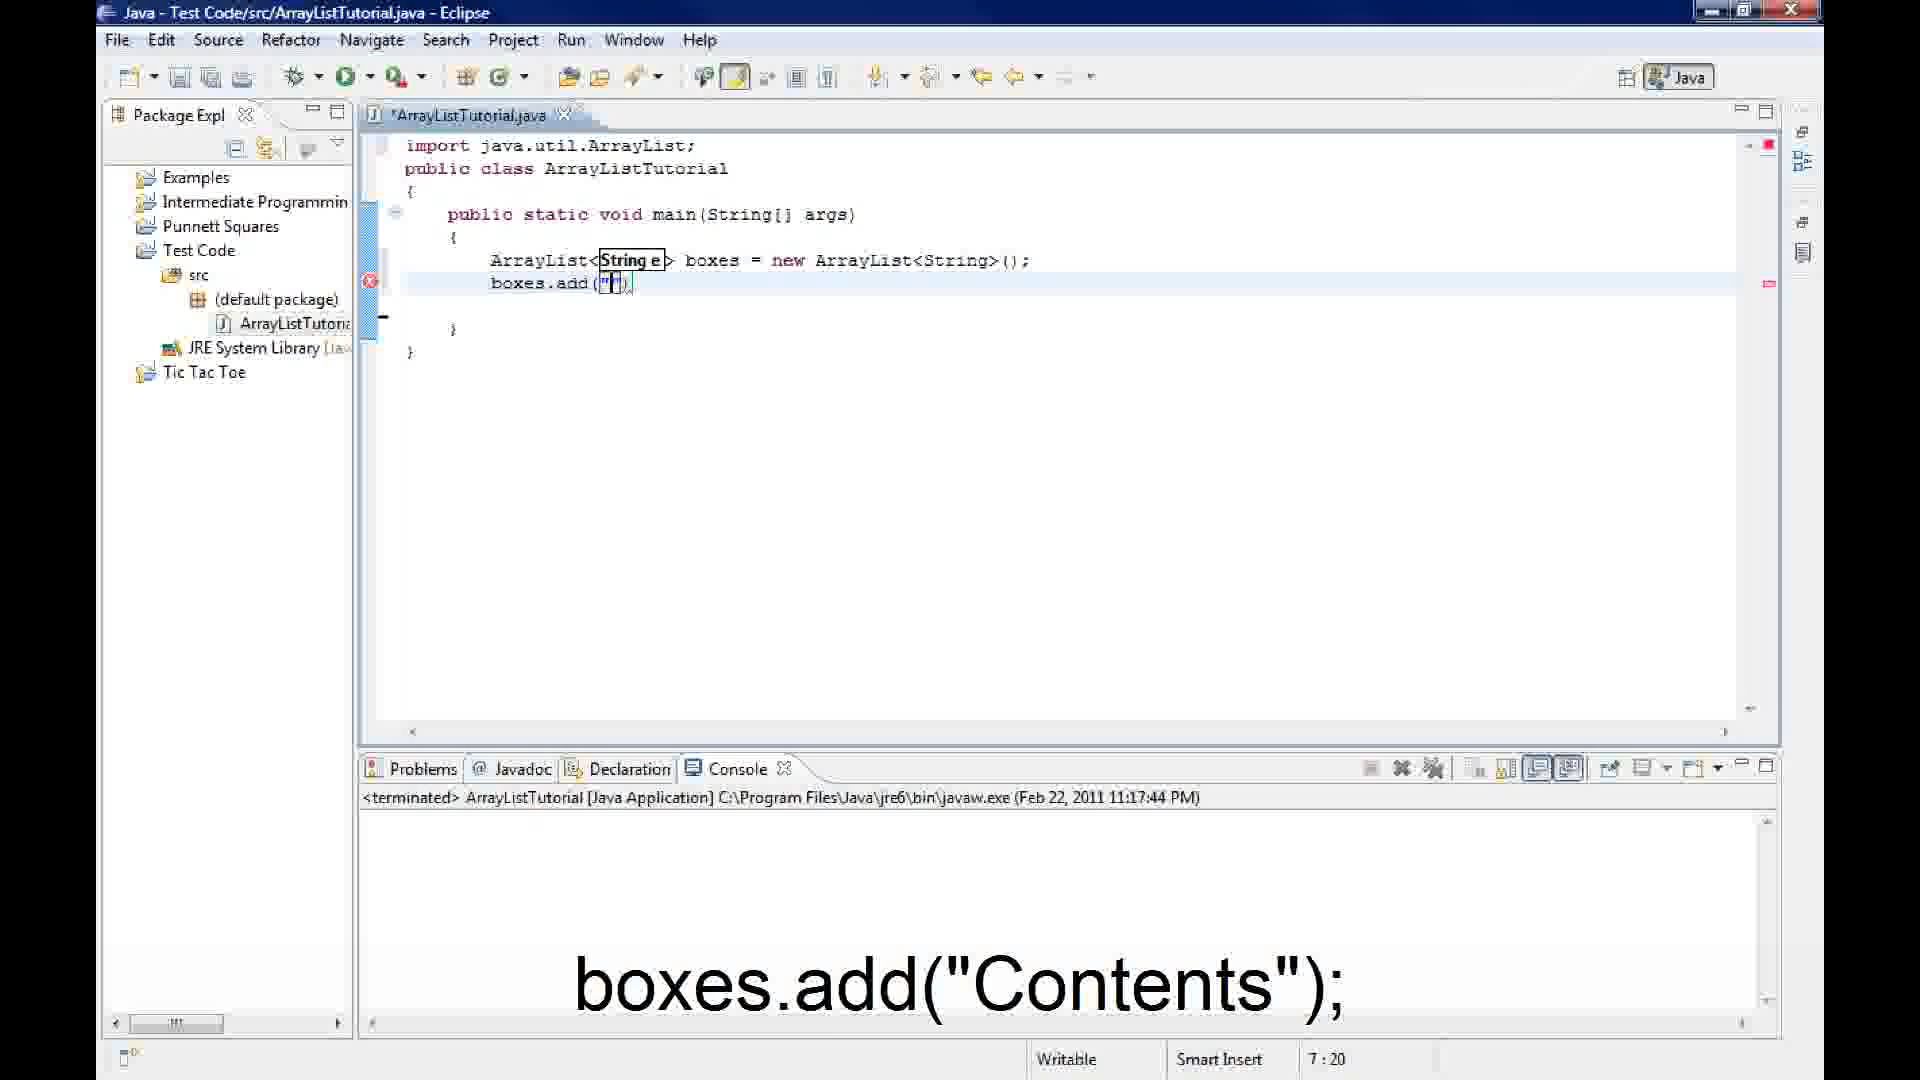 Java - Test Code/src/ArrayListTutorial.java - Eclipse
File Edit Source Refactor Navigate Search Project Run Window Help
Java
Package Expl
*ArrayListTutorial.java
Examples
Intermediate Programmin
Punnett Squares
Test Code
src
(default package)
ArrayListTutoria
JRE System Library [Jav
Tic Tac Toe
import java.util.ArrayList;
public class ArrayListTutorial
{
public static void main(String[] args)
{
ArrayList<String e> boxes = new ArrayList<String>();
boxes.add("")
}
}
Problems @ Javadoc Declaration Console
<terminated> ArrayListTutorial [Java Application] C:\Program Files\Java\jre6\bin\javaw.exe (Feb 22, 2011 11:17:44 PM)
boxes.add("Contents");
Writable Smart Insert 7 : 20